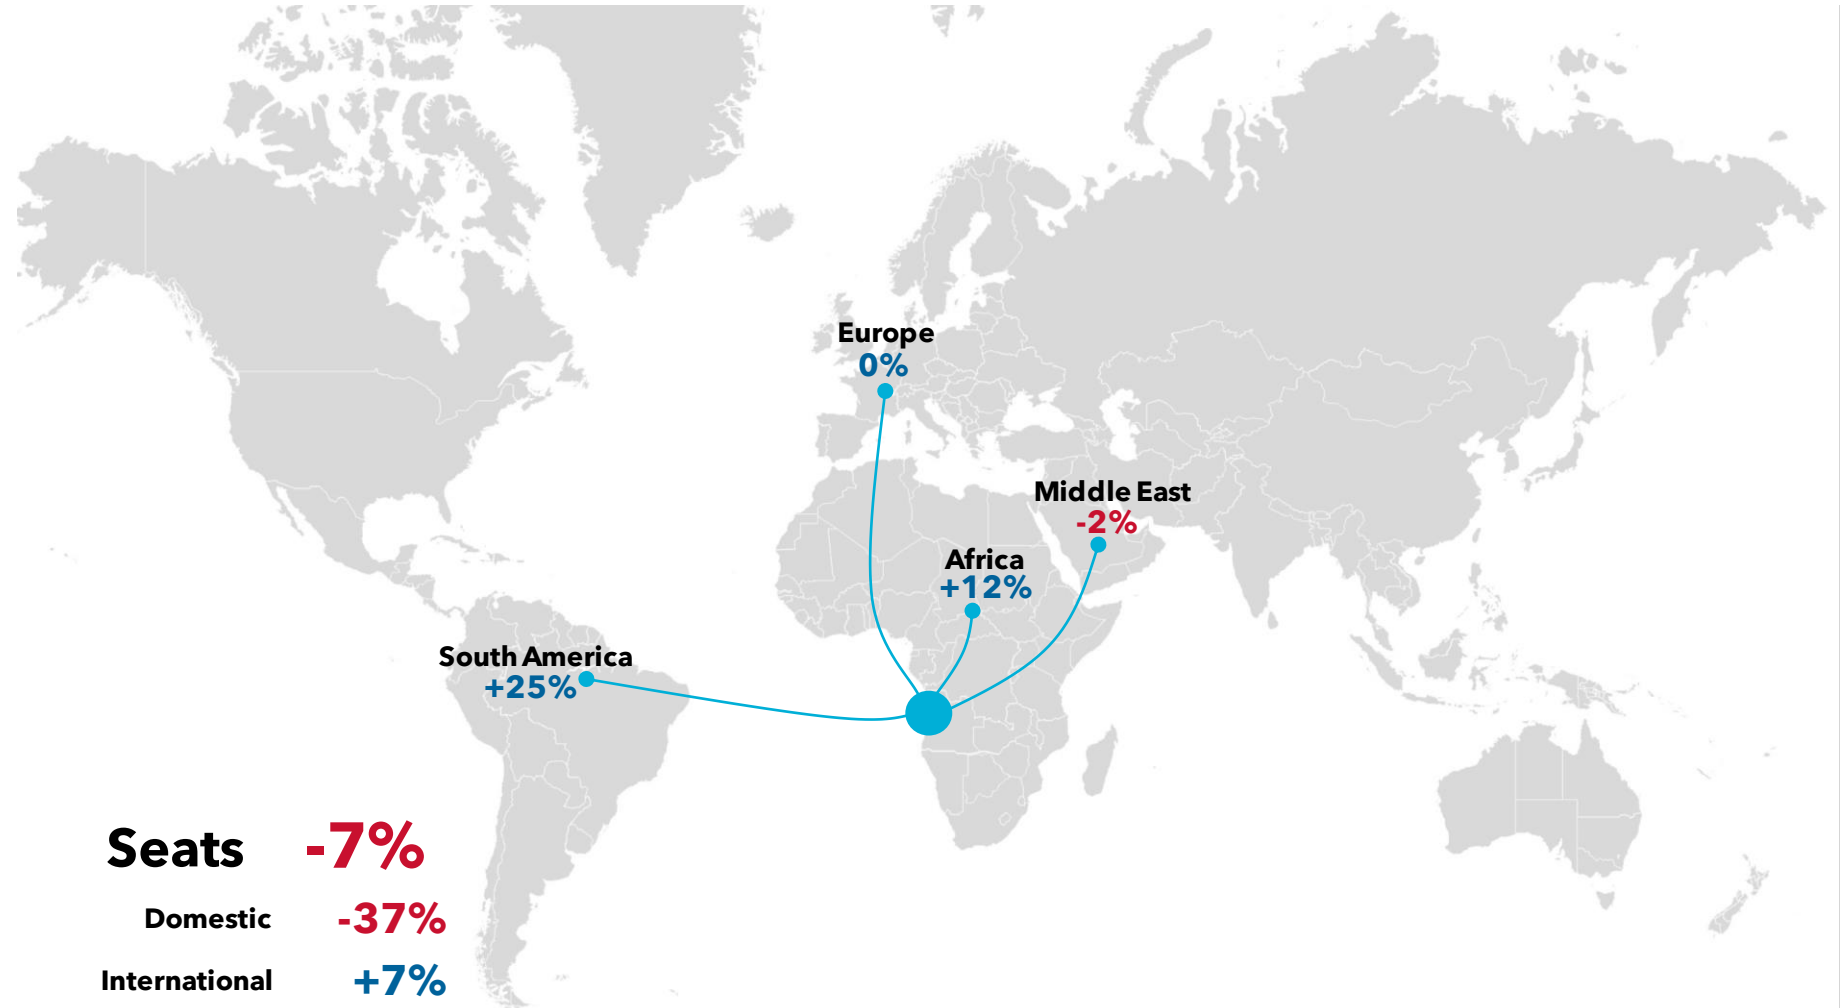 Europe
0%
Middle East
-2%
Africa
+12%
South America
+25%
Seats -7%
Domestic -37%
International +7%